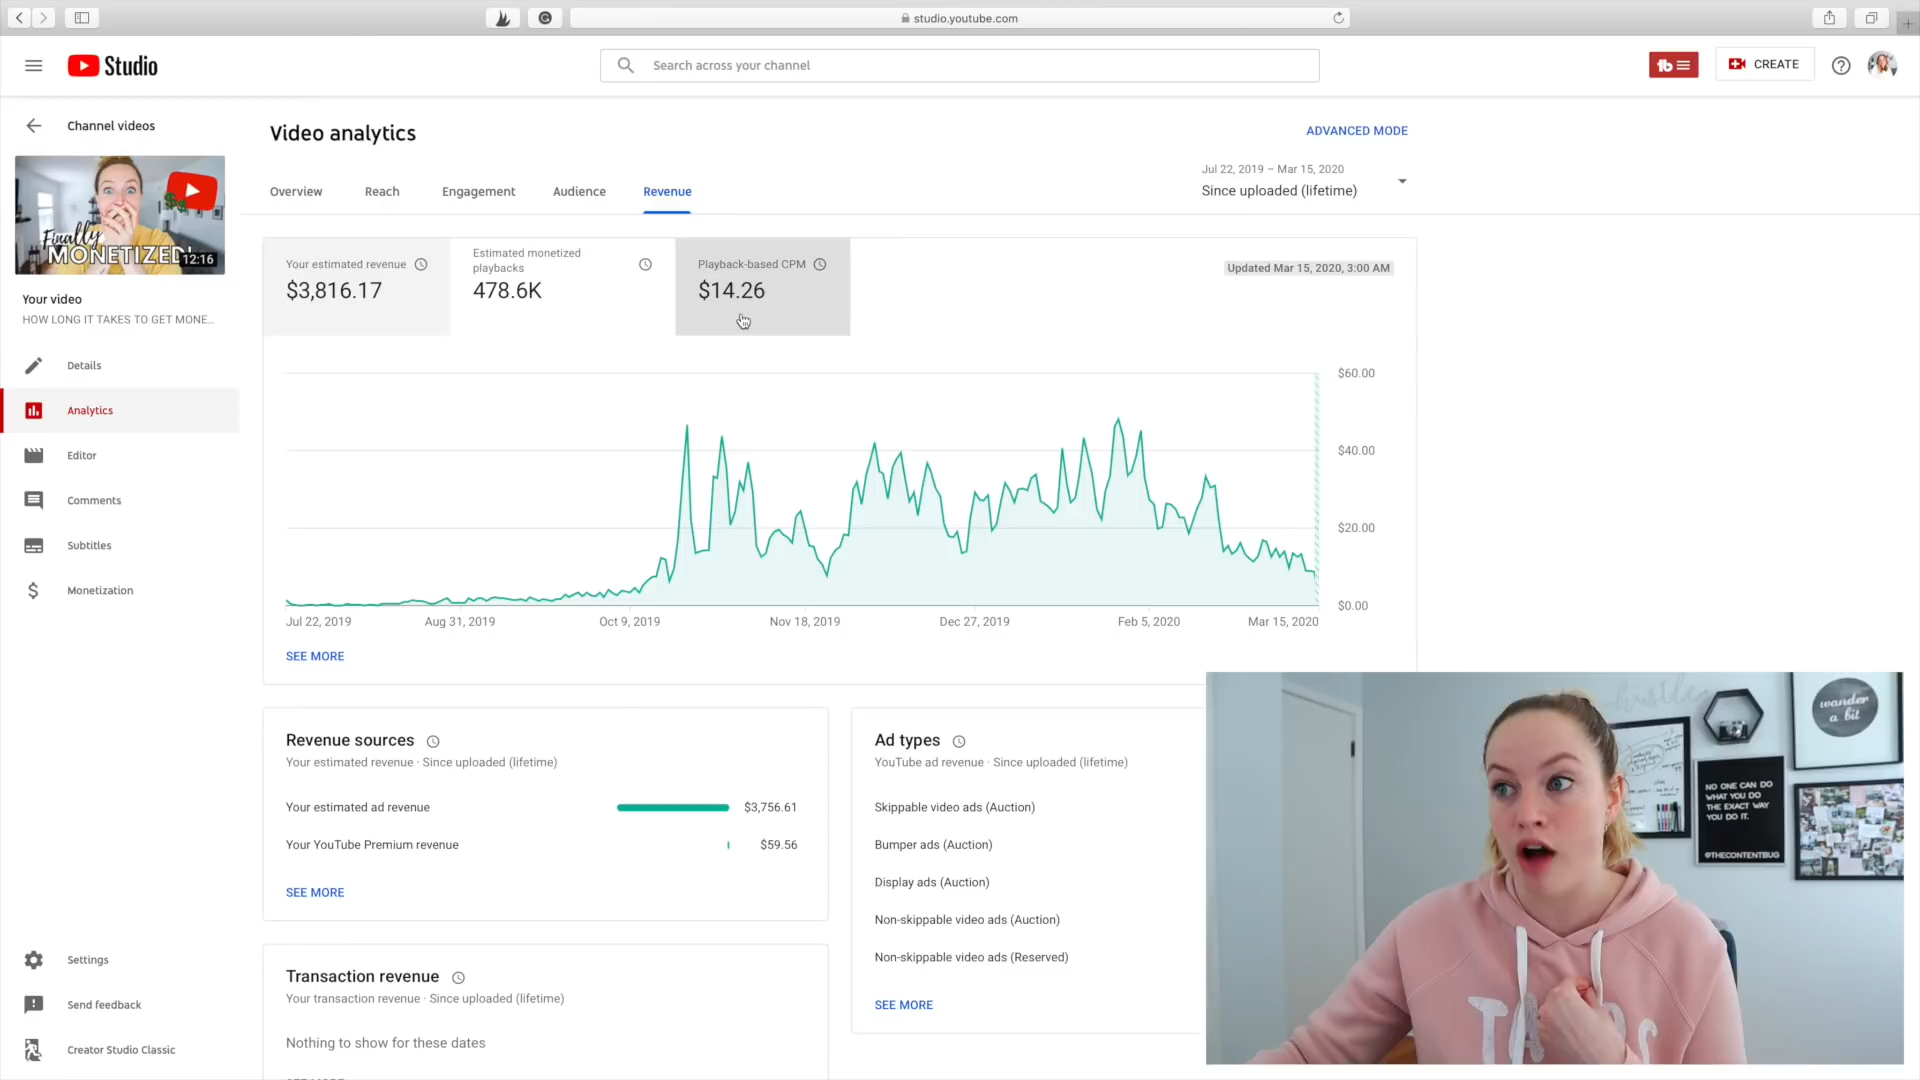 studio.youtube.com
Studio
Search across your channel
CREATE
Channel videos
Finally
MONETIZED!
12:16
Your video
HOW LONG IT TAKES TO GET MONE...
Details
Analytics
Editor
Comments
Subtitles
Monetization
Settings
Send feedback
Creator Studio Classic
Video analytics
ADVANCED MODE
Jul 22, 2019 – Mar 15, 2020
Since uploaded (lifetime)
Overview
Reach
Engagement
Audience
Revenue
Your estimated revenue
$3,816.17
Estimated monetized
playbacks
478.6K
Playback-based CPM
$14.26
Updated Mar 15, 2020, 3:00 AM
$60.00
$40.00
$20.00
$0.00
Jul 22, 2019
Aug 31, 2019
Oct 9, 2019
Nov 18, 2019
Dec 27, 2019
Feb 5, 2020
Mar 15, 2020
SEE MORE
Revenue sources
Your estimated revenue · Since uploaded (lifetime)
Your estimated ad revenue
$3,756.61
Your YouTube Premium revenue
$59.56
SEE MORE
Ad types
YouTube ad revenue · Since uploaded (lifetime)
Skippable video ads (Auction)
Bumper ads (Auction)
Display ads (Auction)
Non-skippable video ads (Auction)
Non-skippable video ads (Reserved)
SEE MORE
Transaction revenue
Your transaction revenue · Since uploaded (lifetime)
Nothing to show for these dates
hustle
wander
a bit
NO ONE CAN DO
WHAT YOU DO
THE EXACT WAY
YOU DO IT.
@THECONTENTBUG